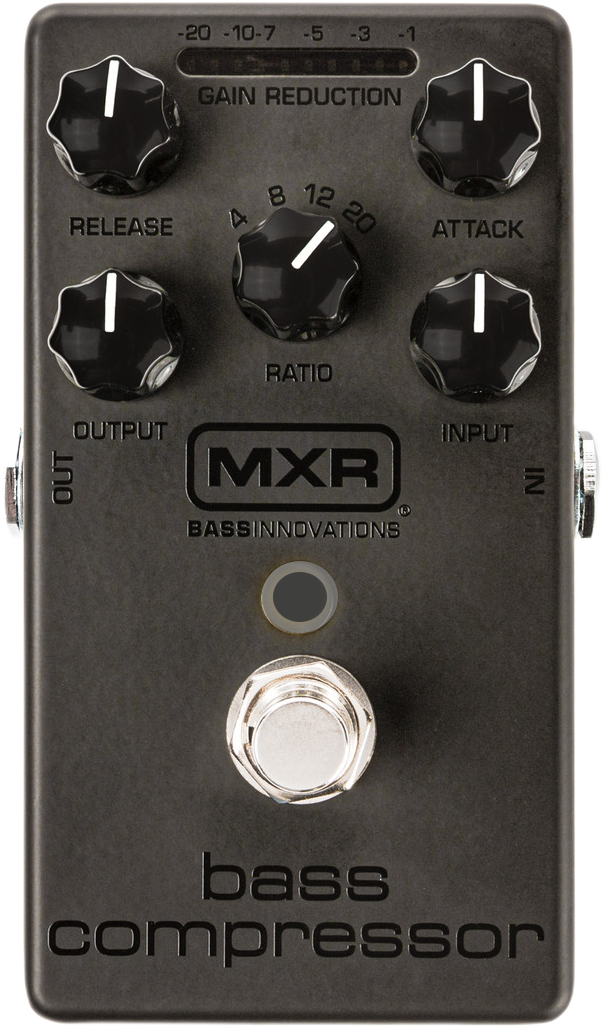 -20 -10 -7 -5 -3 -1
GAIN REDUCTION
4 8 12 20
RELEASE
ATTACK
RATIO
OUTPUT
INPUT
OUT
IN
MXR
®
BASSINNOVATIONS
bass
compressor